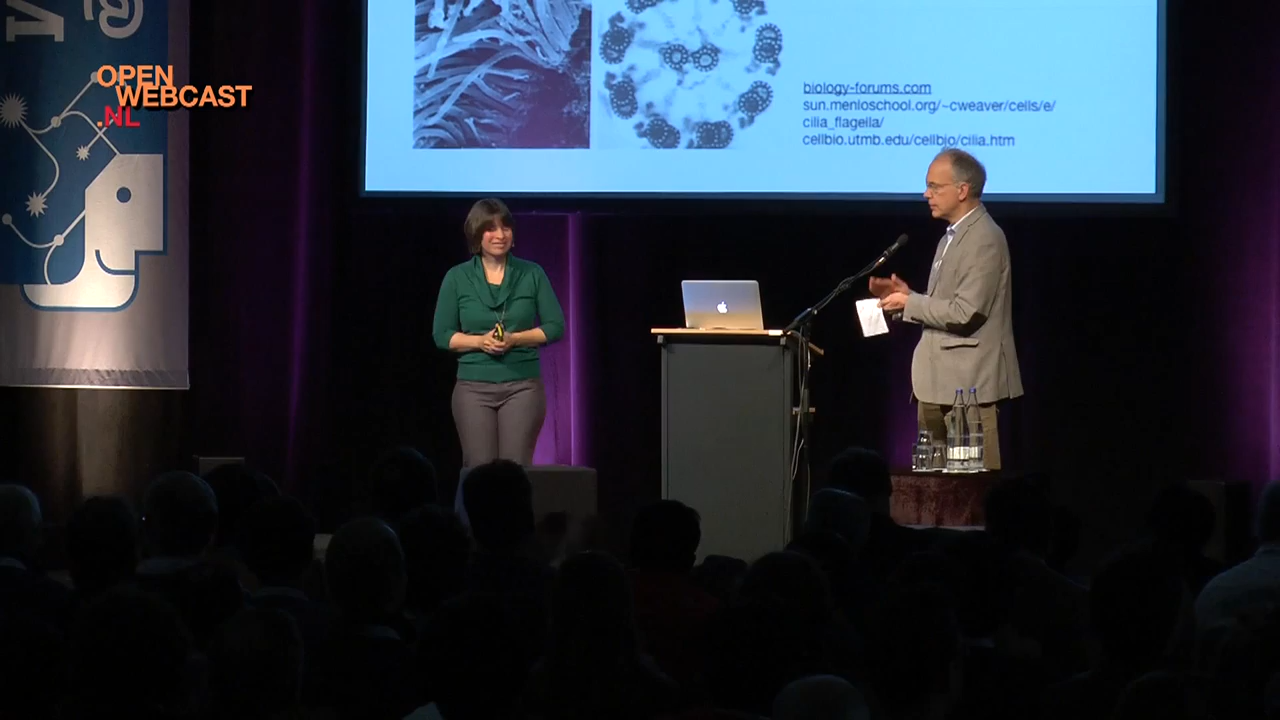 OPEN
WEBCAST
.NL
biology-forums.com
sun.menloschool.org/~cweaver/cells/e/
cilia_flagella/
cellbio.utmb.edu/cellbio/cilia.htm